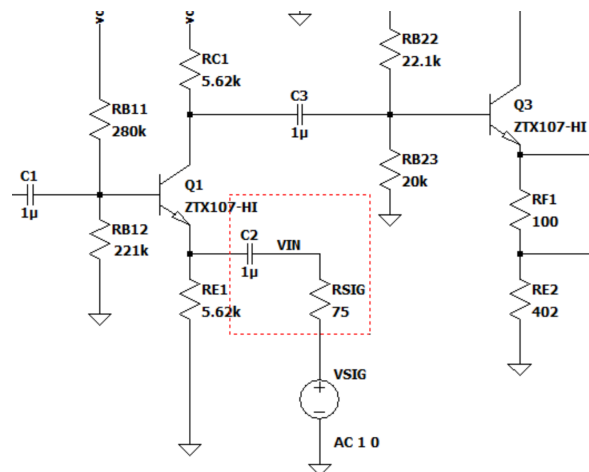 vc
vc
RC1
5.62k
RB22
22.1k
RB11
280k
C3
1µ
Q3
ZTX107-HI
C1
1µ
Q1
ZTX107-HI
RB23
20k
RB12
221k
C2
1µ
VIN
RF1
100
RE1
5.62k
RSIG
75
RE2
402
VSIG
AC 1 0